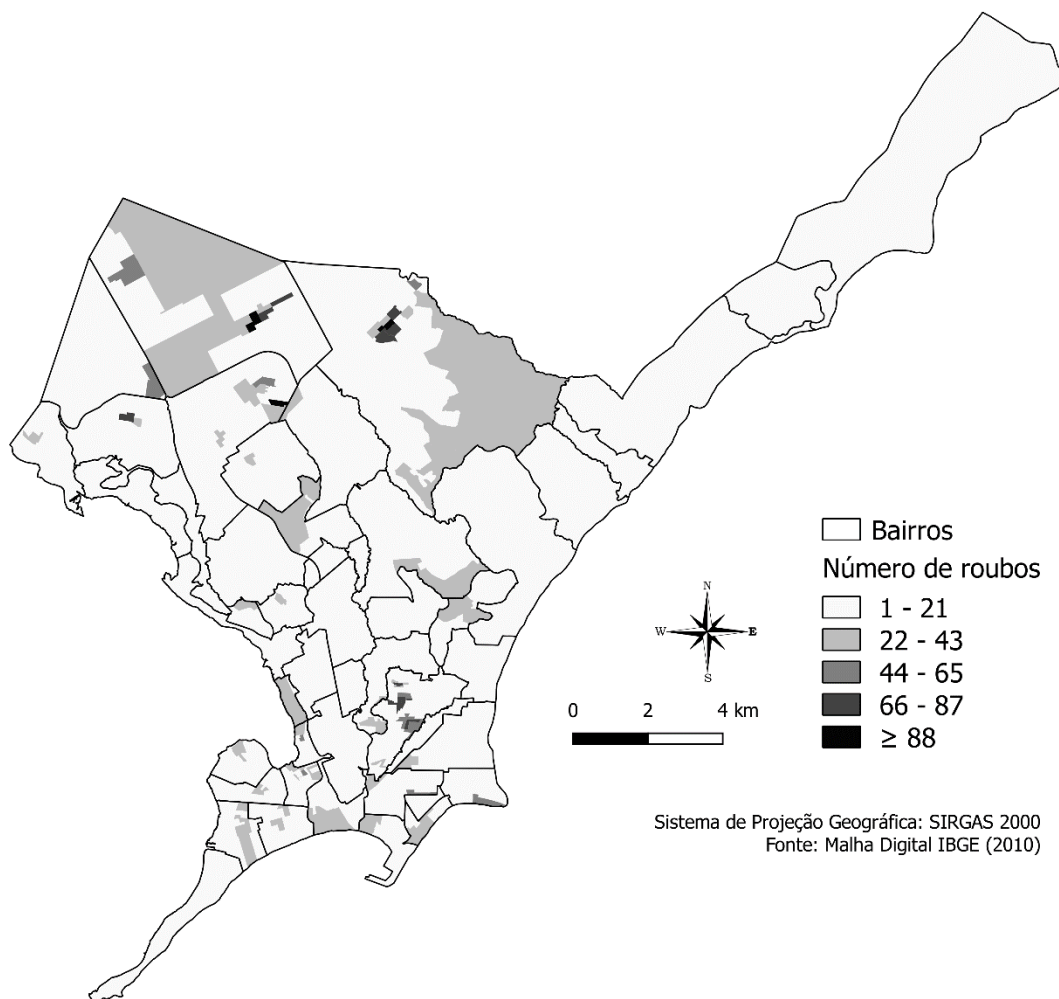 Bairros
Número de roubos
1 - 21
22 - 43
44 - 65
66 - 87
≥ 88
N
W
E
S
0 2 4 km
Sistema de Projeção Geográfica: SIRGAS 2000
Fonte: Malha Digital IBGE (2010)